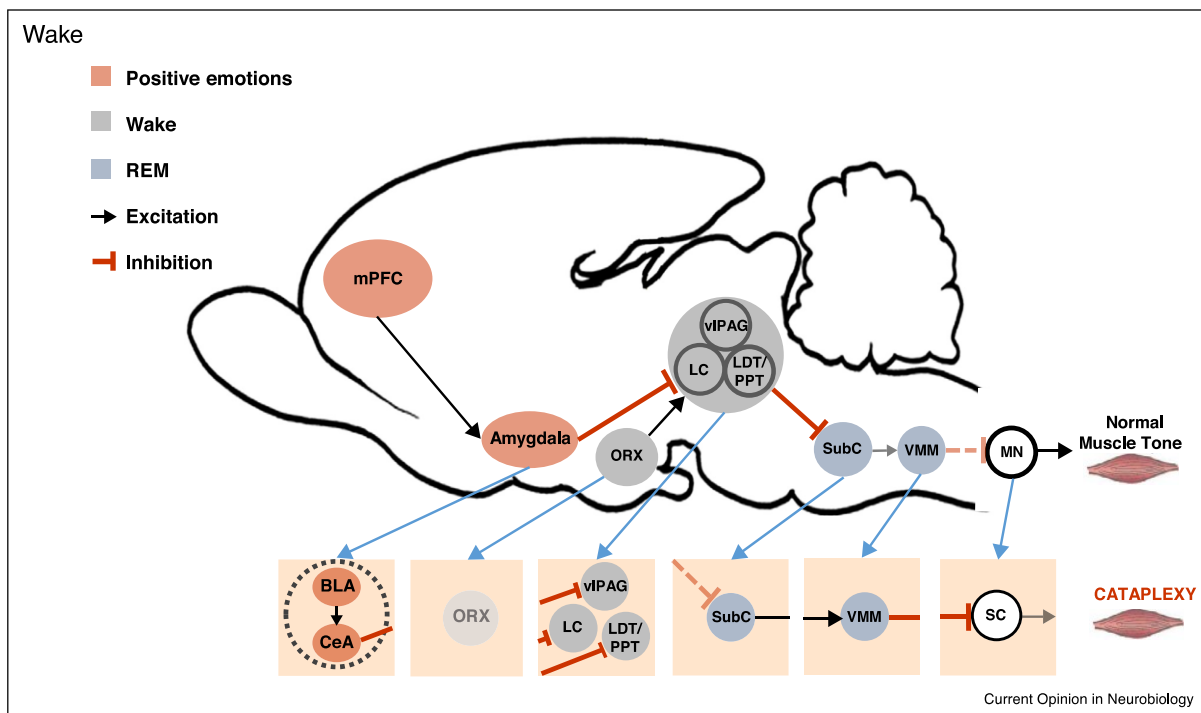 Wake
Positive emotions
Wake
REM
Excitation
Inhibition
mPFC
vlPAG
LC
LDT/
PPT
Amygdala
ORX
SubC
VMM
MN
Normal
Muscle Tone
BLA
CeA
ORX
vlPAG
LC
LDT/
PPT
SubC
VMM
SC
CATAPLEXY
Current Opinion in Neurobiology